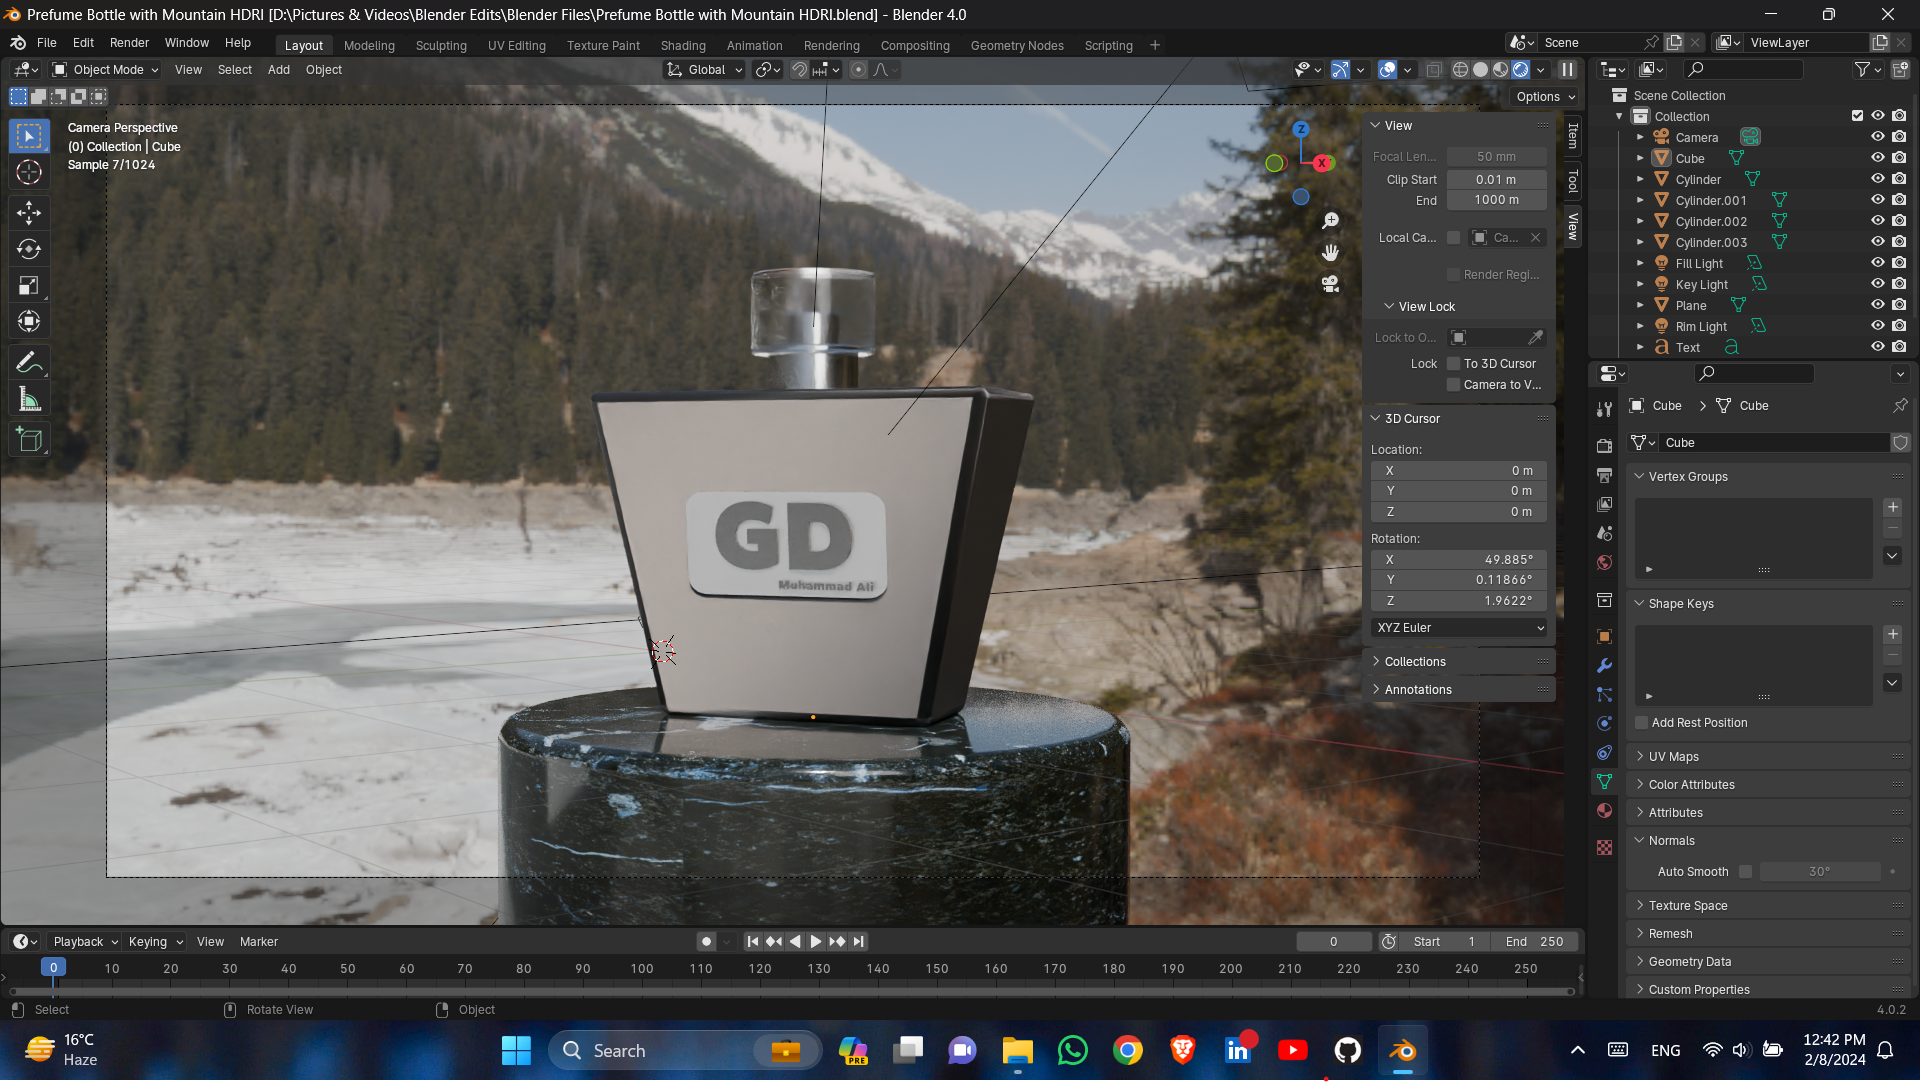 Prefume Bottle with Mountain HDRI [D:\Pictures & Videos\Blender Edits\Blender Files\Prefume Bottle with Mountain HDRI.blend] - Blender 4.0
File Edit Render Window Help Layout Modeling Sculpting UV Editing Texture Paint Shading Animation Rendering Compositing Geometry Nodes Scripting + Scene ViewLayer
Object Mode View Select Add Object Global
Options
Camera Perspective
(0) Collection | Cube
Sample 7/1024
Z
X
View
Focal Len... 50 mm
Clip Start 0.01 m
End 1000 m
Local Ca... Ca...
Render Regi...
View Lock
Lock to O...
Lock To 3D Cursor
Camera to V...
3D Cursor
Location:
X 0 m
Y 0 m
Z 0 m
Rotation:
X 49.885°
Y 0.11866°
Z 1.9622°
XYZ Euler
Collections
Annotations
Item
Tool
View
GD
Muhammad Ali
Scene Collection
Collection
Camera
Cube
Cylinder
Cylinder.001
Cylinder.002
Cylinder.003
Fill Light
Key Light
Plane
Rim Light
Text
Cube > Cube
Cube
Vertex Groups
Shape Keys
Add Rest Position
UV Maps
Color Attributes
Attributes
Normals
Auto Smooth 30°
Texture Space
Remesh
Geometry Data
Custom Properties
Playback Keying View Marker 0 Start 1 End 250
0 10 20 30 40 50 60 70 80 90 100 110 120 130 140 150 160 170 180 190 200 210 220 230 240 250
Select Rotate View Object 4.0.2
16°C
Haze
Search
PRE
in
ENG
12:42 PM
2/8/2024